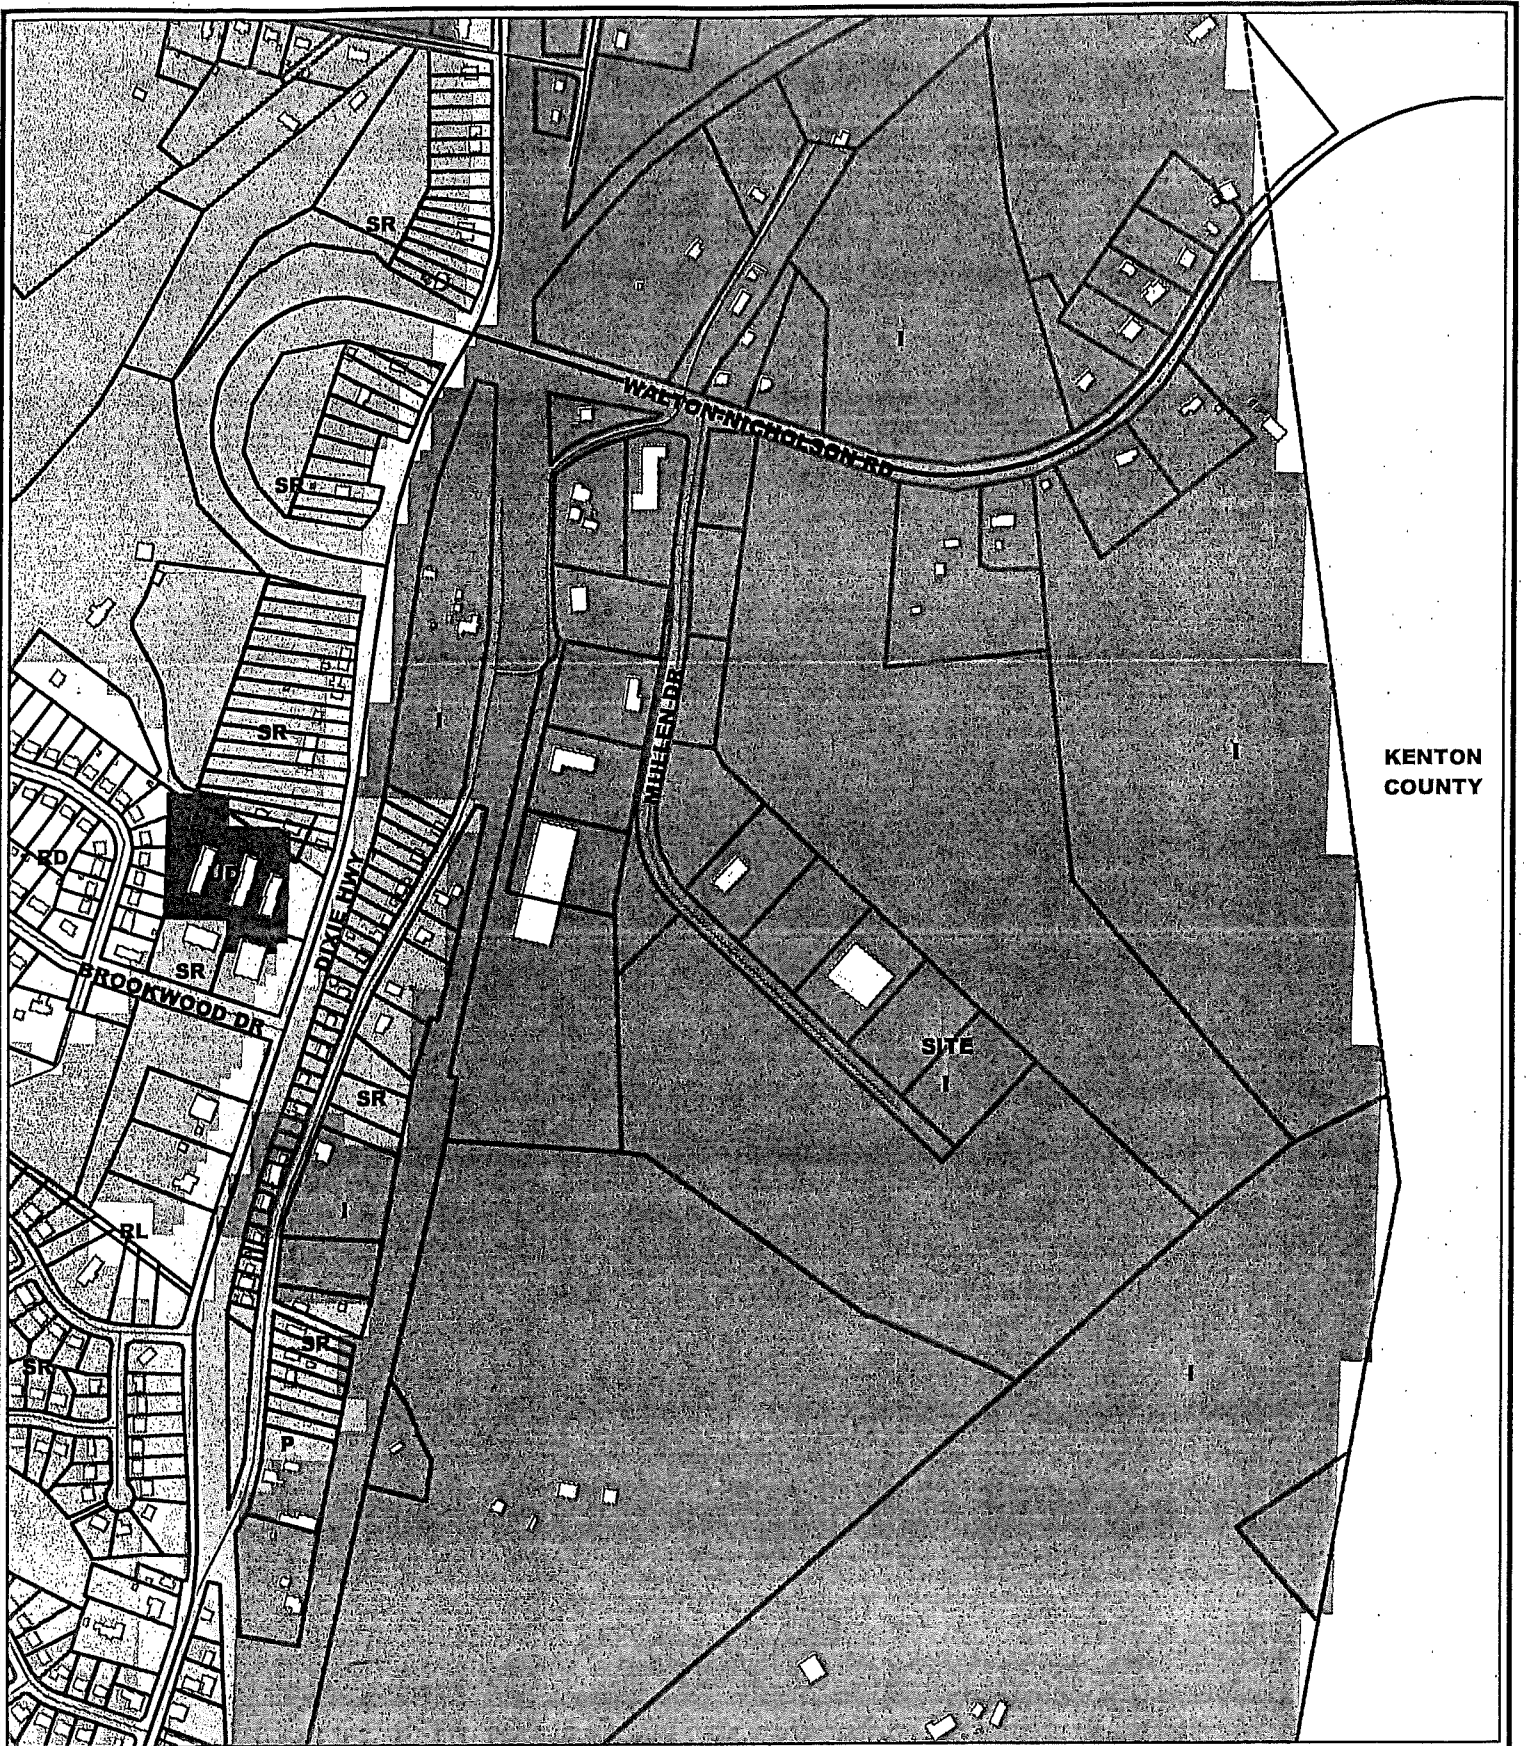 SR
I
WALTON-NICHOLSON RD
SR
I
SR
MULLEN DR
I
KENTON
COUNTY
RD
UD
DIXIE HWY
SR
BROOKWOOD DR
SITE
I
SR
I
RL
SR
SR
I
P